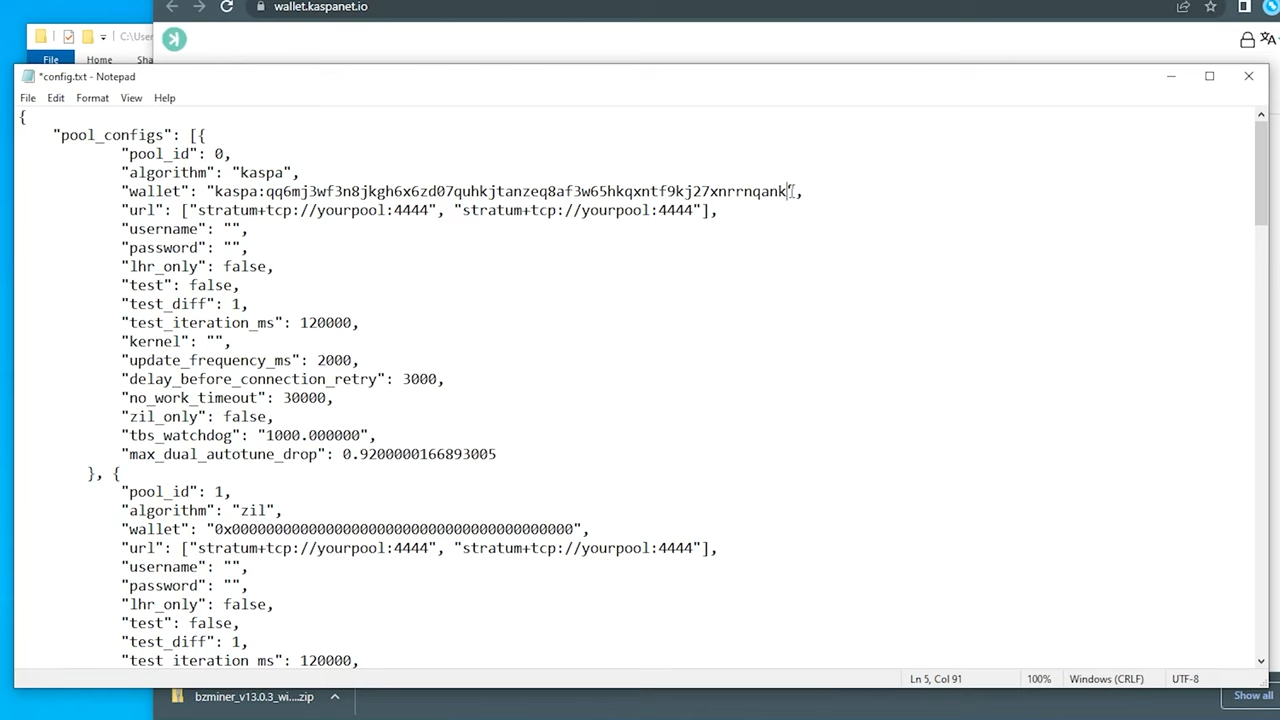 wallet.kaspanet.io
C:\User
File Home Sha
*config.txt - Notepad
File Edit Format View Help
{
"pool_configs": [{
"pool_id": 0,
"algorithm": "kaspa",
"wallet": "kaspa:qq6mj3wf3n8jkgh6x6zd07quhkjtanzeq8af3w65hkqxntf9kj27xnrrnqank",
"url": ["stratum+tcp://yourpool:4444", "stratum+tcp://yourpool:4444"],
"username": "",
"password": "",
"lhr_only": false,
"test": false,
"test_diff": 1,
"test_iteration_ms": 120000,
"kernel": "",
"update_frequency_ms": 2000,
"delay_before_connection_retry": 3000,
"no_work_timeout": 30000,
"zil_only": false,
"tbs_watchdog": "1000.000000",
"max_dual_autotune_drop": 0.9200000166893005
}, {
"pool_id": 1,
"algorithm": "zil",
"wallet": "0x0000000000000000000000000000000000000000",
"url": ["stratum+tcp://yourpool:4444", "stratum+tcp://yourpool:4444"],
"username": "",
"password": "",
"lhr_only": false,
"test": false,
"test_diff": 1,
"test_iteration_ms": 120000,
Ln 5, Col 91 100% Windows (CRLF) UTF-8
bzminer_v13.0.3_wi....zip
Show all